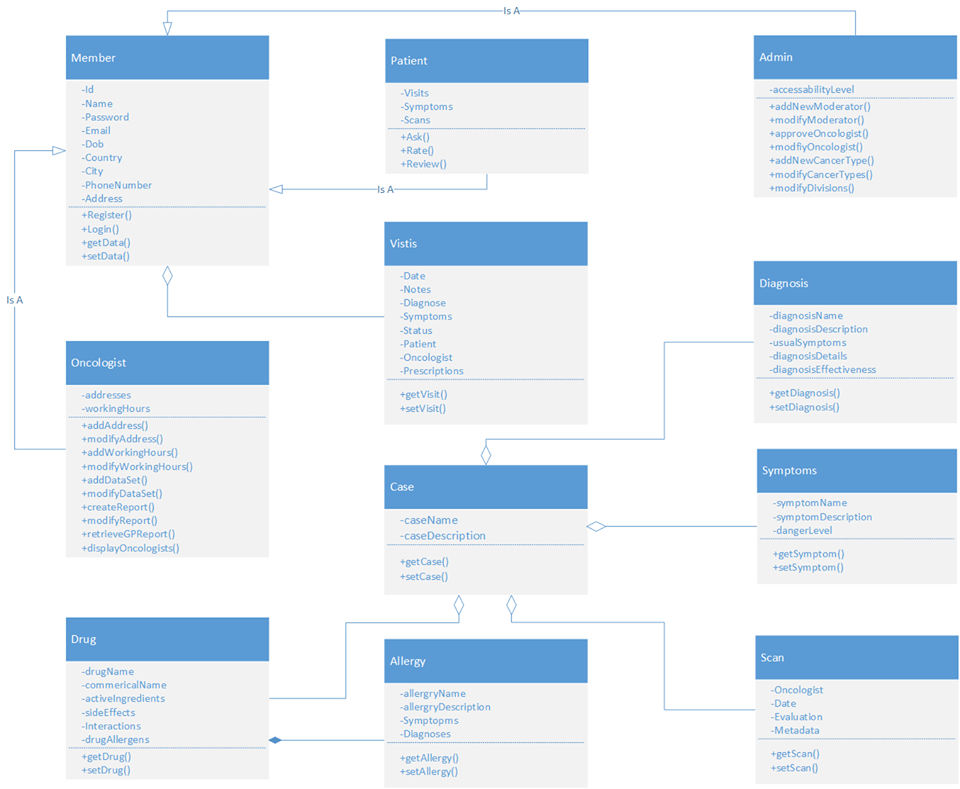 Is A
Member
-Id
-Name
-Password
-Email
-Dob
-Country
-City
-PhoneNumber
-Address
+Register()
+Login()
+getData()
+setData()
Patient
-Visits
-Symptoms
-Scans
+Ask()
+Rate()
+Review()
Is A
Admin
-accessabilityLevel
+addNewModerator()
+modifyModerator()
+approveOncologist()
+modfiyOncologist()
+addNewCancerType()
+modifyCancerTypes()
+modifyDivisions()
Is A
Vistis
-Date
-Notes
-Diagnose
-Symptoms
-Status
-Patient
-Oncologist
-Prescriptions
+getVisit()
+setVisit()
Diagnosis
-diagnosisName
-diagnosisDescription
-usualSymptoms
-diagnosisDetails
-diagnosisEffectiveness
+getDiagnosis()
+setDiagnosis()
Oncologist
-addresses
-workingHours
+addAddress()
+modifyAddress()
+addWorkingHours()
+modifyWorkingHours()
+addDataSet()
+modifyDataSet()
+createReport()
+modifyReport()
+retrieveGPReport()
+displayOncologists()
Case
-caseName
-caseDescription
+getCase()
+setCase()
Symptoms
-symptomName
-symptomDescription
-dangerLevel
+getSymptom()
+setSymptom()
Drug
-drugName
-commericalName
-activeIngredients
-sideEffects
-Interactions
-drugAllergens
+getDrug()
+setDrug()
Allergy
-allergryName
-allergryDescription
-Symptopms
-Diagnoses
+getAllergy()
+setAllergy()
Scan
-Oncologist
-Date
-Evaluation
-Metadata
+getScan()
+setScan()